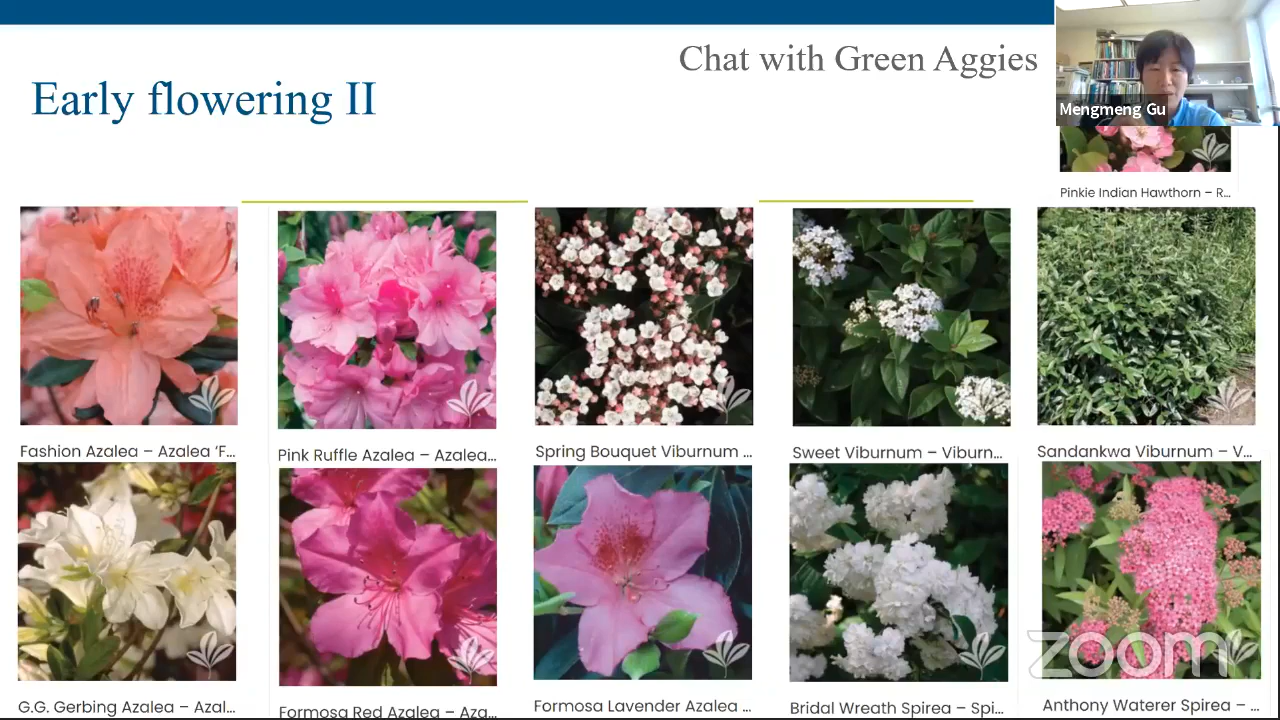 Chat with Green Aggies
Early flowering II
Mengmeng Gu
Pinkie Indian Hawthorn – R...
Fashion Azalea – Azalea ‘F...
Pink Ruffle Azalea – Azalea...
Spring Bouquet Viburnum ...
Sweet Viburnum – Viburn...
Sandankwa Viburnum – V...
G.G. Gerbing Azalea – Azal...
Formosa Red Azalea – Aza...
Formosa Lavender Azalea ...
Bridal Wreath Spirea – Spi...
Anthony Waterer Spirea – ...
zoom